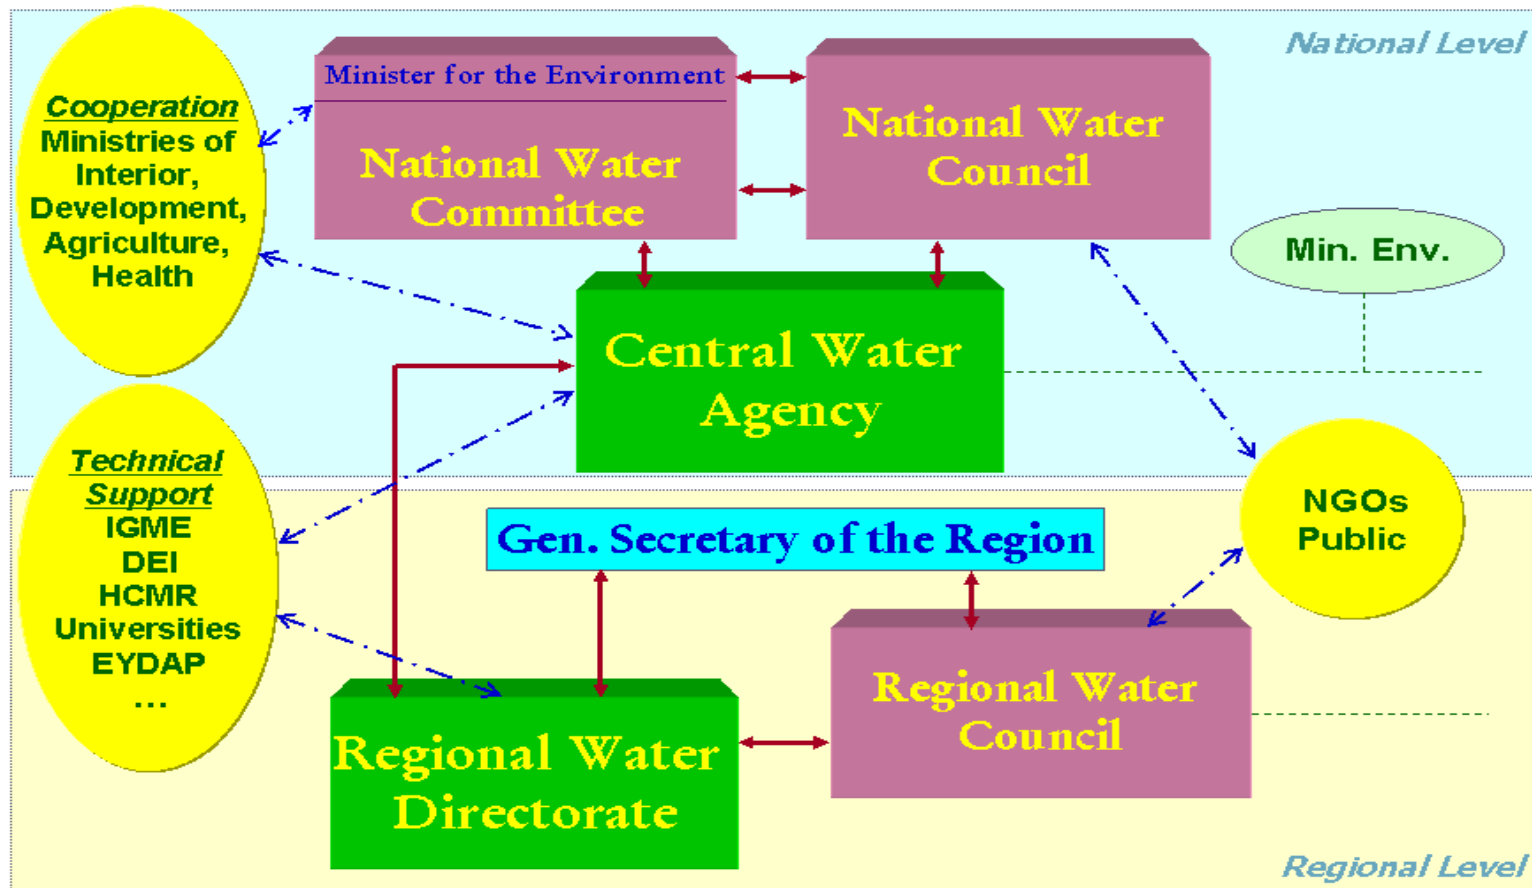 National Level
Cooperation
Ministries of
Interior,
Development,
Agriculture,
Health
Minister for the Environment
National Water
Committee
National Water
Council
Min. Env.
Central Water
Agency
Technical
Support
IGME
DEI
HCMR
Universities
EYDAP
...
Gen. Secretary of the Region
NGOs
Public
Regional Water
Council
Regional Water
Directorate
Regional Level